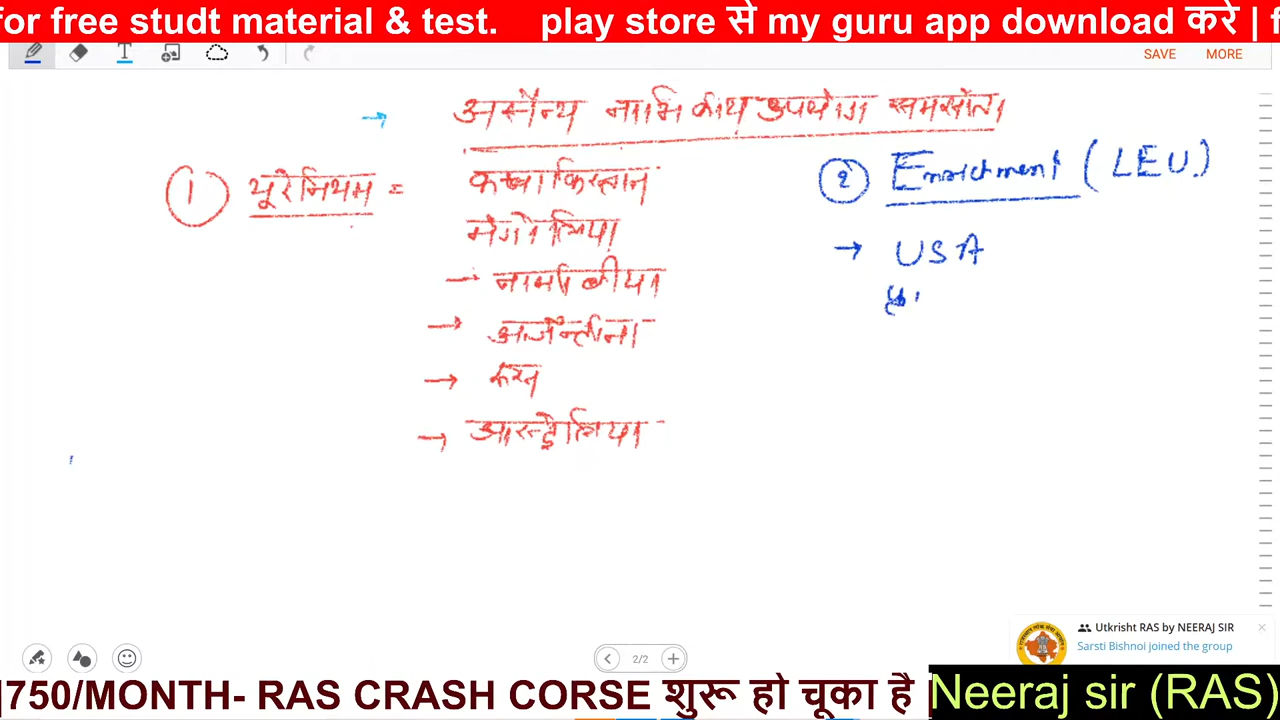 for free studt material & test. play store से my guru app download करे | f
SAVE MORE
→ असैन्य नाभिकीय उपयोग समझौता
① यूरेनियम =
कच्चाकिस्तान
मंगोलिया
→ नामीबीया
→ अर्जेन्टीना
→
→ आस्ट्रेलिया
② Enrichment (LEU.)
→ USA
2/2
Utkrisht RAS by NEERAJ SIR
Sarsti Bishnoi joined the group
|750/MONTH- RAS CRASH CORSE शुरू हो चूका है |
Neeraj sir (RAS)